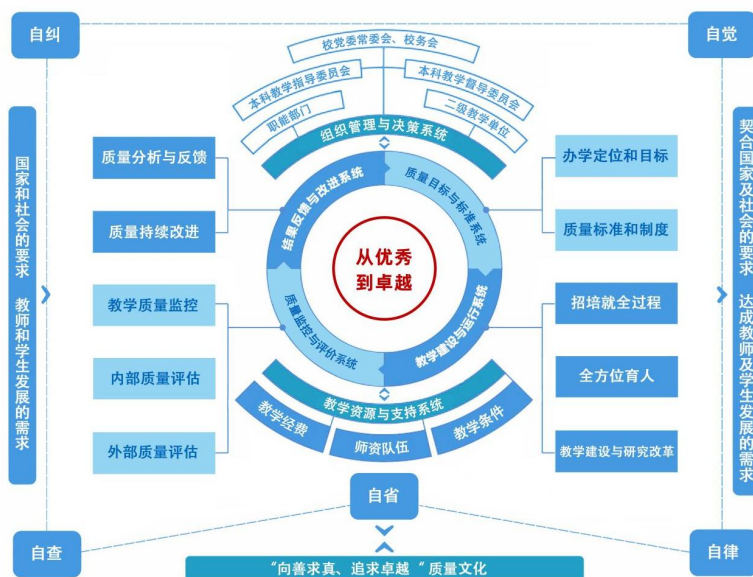 自纠
自党
校党委常委会、校务会
本科教学指导委员会
本科教学督导委员会
职能部门
二级教学单位
组织管理与决策系统
国家和社会的要求 教师和学生发展的需求
质量分析与反馈
质量持续改进
教学质量监控
内部质量评估
外部质量评估
结果反馈与改进系统
质量目标与标准系统
质量监控与评价系统
教学建设与运行系统
从优秀
到卓越
办学定位和目标
质量标准和制度
招培就全过程
全方位育人
教学建设与研究改革
契合国家及社会的要求 达成教师及学生发展的需求
教学资源与支持系统
教学经费
师资队伍
教学条件
自省
自查
自律
“向善求真、追求卓越 “ 质量文化